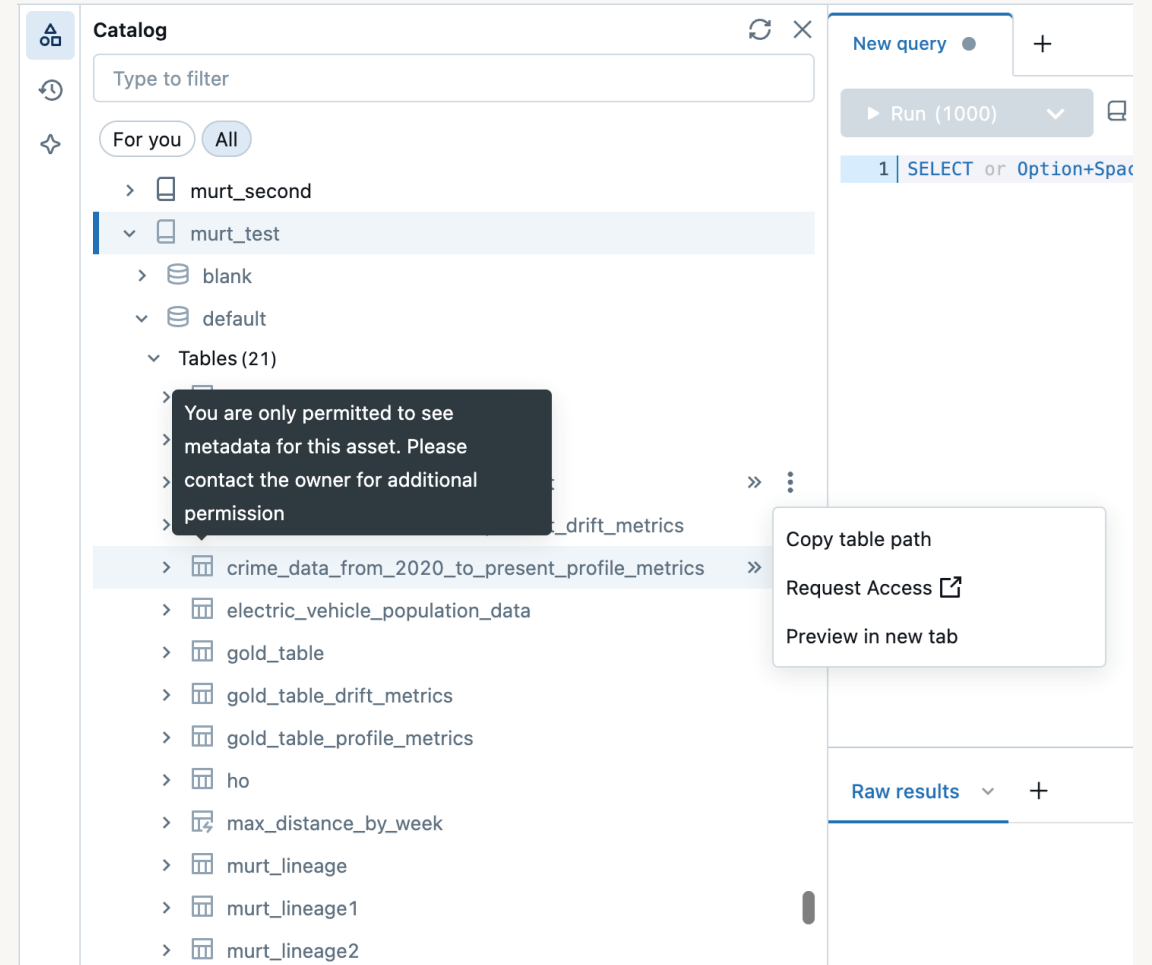 Catalog
New query
Type to filter
Run (1000)
For you
All
1 SELECT or Option+Spac
murt_second
murt_test
blank
default
Tables (21)
You are only permitted to see
metadata for this asset. Please
contact the owner for additional
permission
t_drift_metrics
Copy table path
crime_data_from_2020_to_present_profile_metrics
Request Access
electric_vehicle_population_data
Preview in new tab
gold_table
gold_table_drift_metrics
gold_table_profile_metrics
ho
Raw results
max_distance_by_week
murt_lineage
murt_lineage1
murt_lineage2